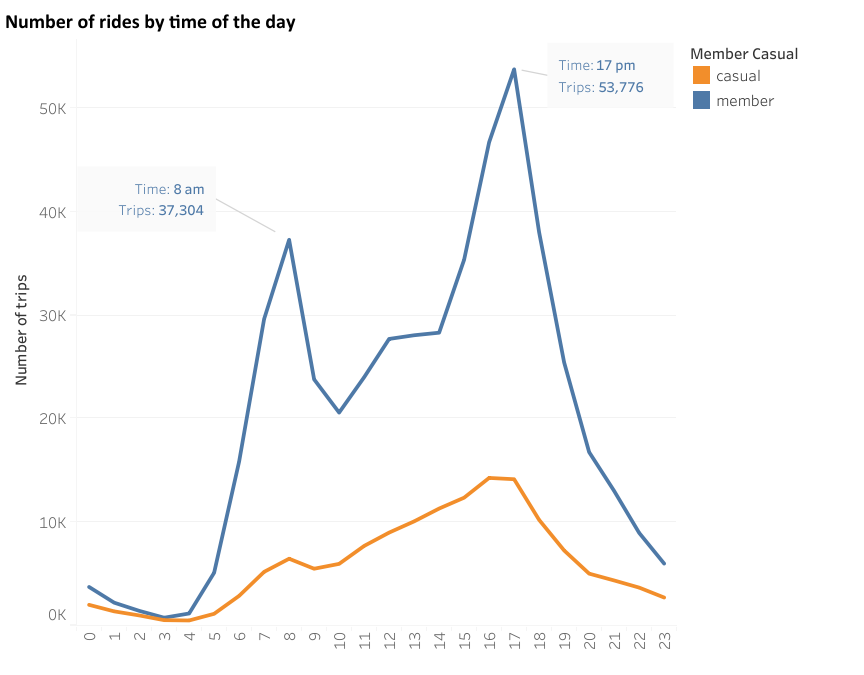 Number of rides by time of the day
Member Casual
casual
member
Time: 17 pm
Trips: 53,776
Time: 8 am
Trips: 37,304
Number of trips
50K
40K
30K
20K
10K
0K
0 1 2 3 4 5 6 7 8 9 10 11 12 13 14 15 16 17 18 19 20 21 22 23